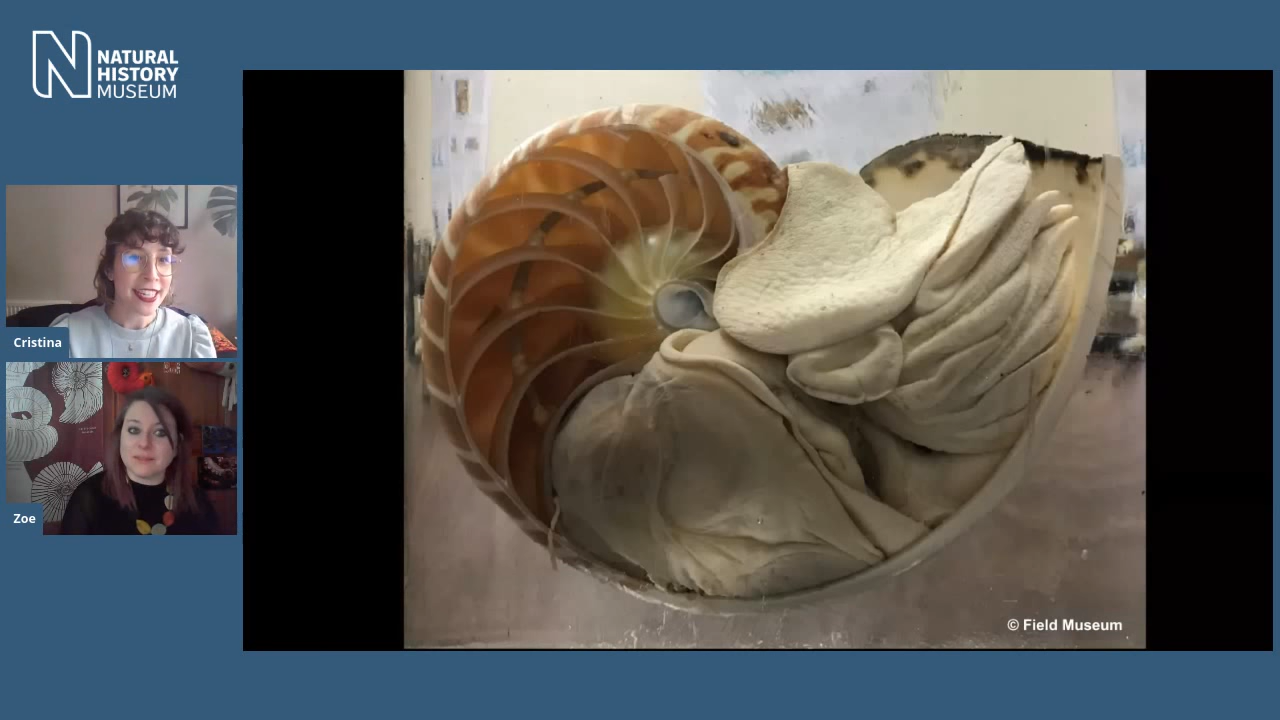 NATURAL
HISTORY
MUSEUM
Cristina
Zoe
© Field Museum